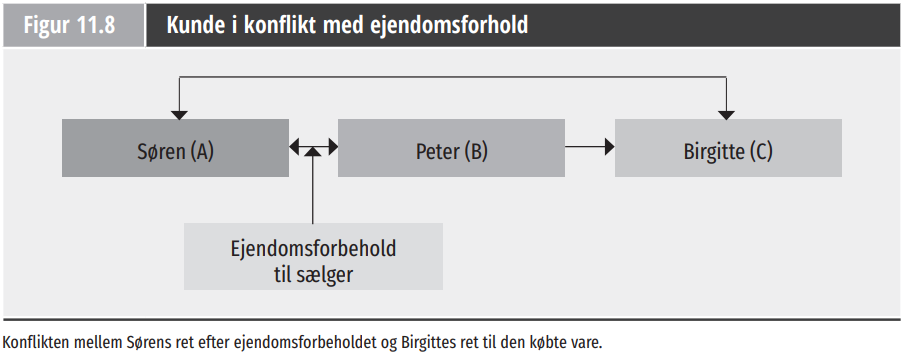 Figur 11.8 Kunde i konflikt med ejendomsforhold
Søren (A) Peter (B) Birgitte (C)
Ejendomsforbehold
til sælger
Konflikten mellem Sørens ret efter ejendomsforbeholdet og Birgittes ret til den købte vare.